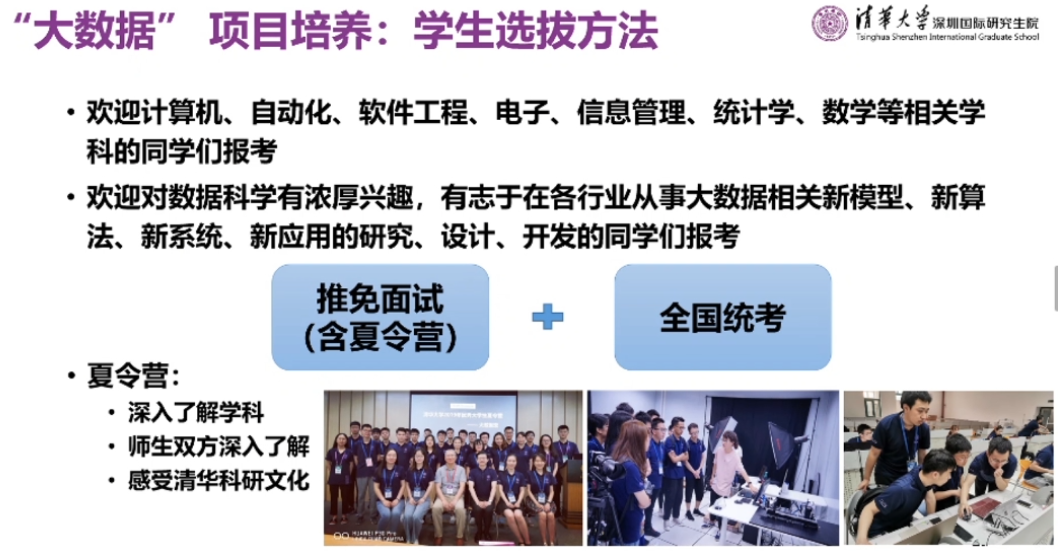 “大数据” 项目培养：学生选拔方法
清华大学深圳国际研究生院
Tsinghua Shenzhen International Graduate School
• 欢迎计算机、自动化、软件工程、电子、信息管理、统计学、数学等相关学
科的同学们报考
• 欢迎对数据科学有浓厚兴趣，有志于在各行业从事大数据相关新模型、新算
法、新系统、新应用的研究、设计、开发的同学们报考
推免面试
（含夏令营）
+
全国统考
• 夏令营：
• 深入了解学科
• 师生双方深入了解
• 感受清华科研文化